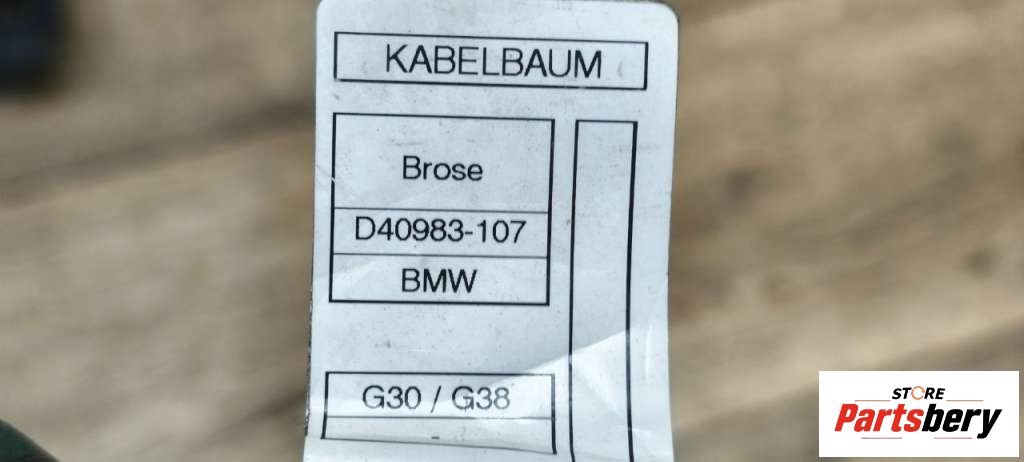 KABELBAUM
Brose
D40983-107
BMW
G30 / G38
STORE
Partsbery